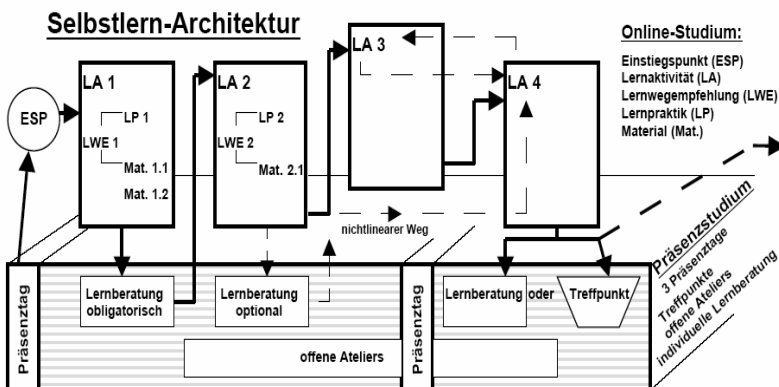 Selbstlern-Architektur
Online-Studium:
Einstiegspunkt (ESP)
Lernaktivität (LA)
Lernwegempfehlung (LWE)
Lernpraktik (LP)
Material (Mat.)
ESP
LA 1
LP 1
LWE 1
Mat. 1.1
Mat. 1.2
LA 2
LP 2
LWE 2
Mat. 2.1
LA 3
LA 4
nichtlinearer Weg
Präsenzstudium
3 Präsenztage
Treffpunkte
offene Ateliers
individuelle Lernberatung
Präsenztag
Lernberatung
obligatorisch
Lernberatung
optional
Präsenztag
Lernberatung oder
Treffpunkt
offene Ateliers